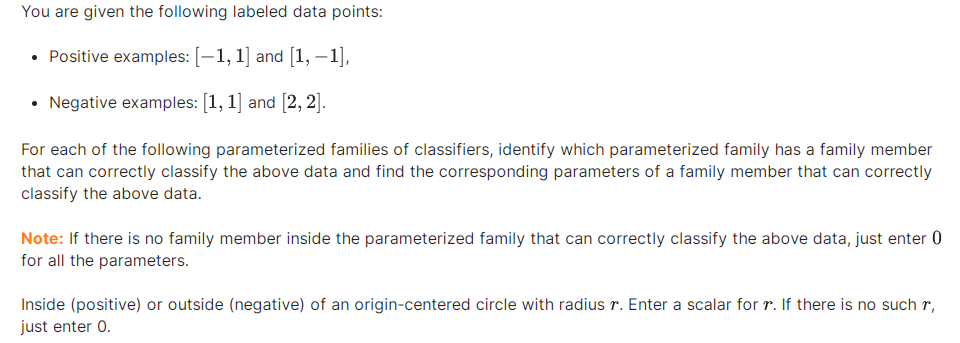 You are given the following labeled data points:
• Positive examples: [−1, 1] and [1, −1],
• Negative examples: [1, 1] and [2, 2].
For each of the following parameterized families of classifiers, identify which parameterized family has a family member
that can correctly classify the above data and find the corresponding parameters of a family member that can correctly
classify the above data.
Note: If there is no family member inside the parameterized family that can correctly classify the above data, just enter 0
for all the parameters.
Inside (positive) or outside (negative) of an origin-centered circle with radius r. Enter a scalar for r. If there is no such r,
just enter 0.